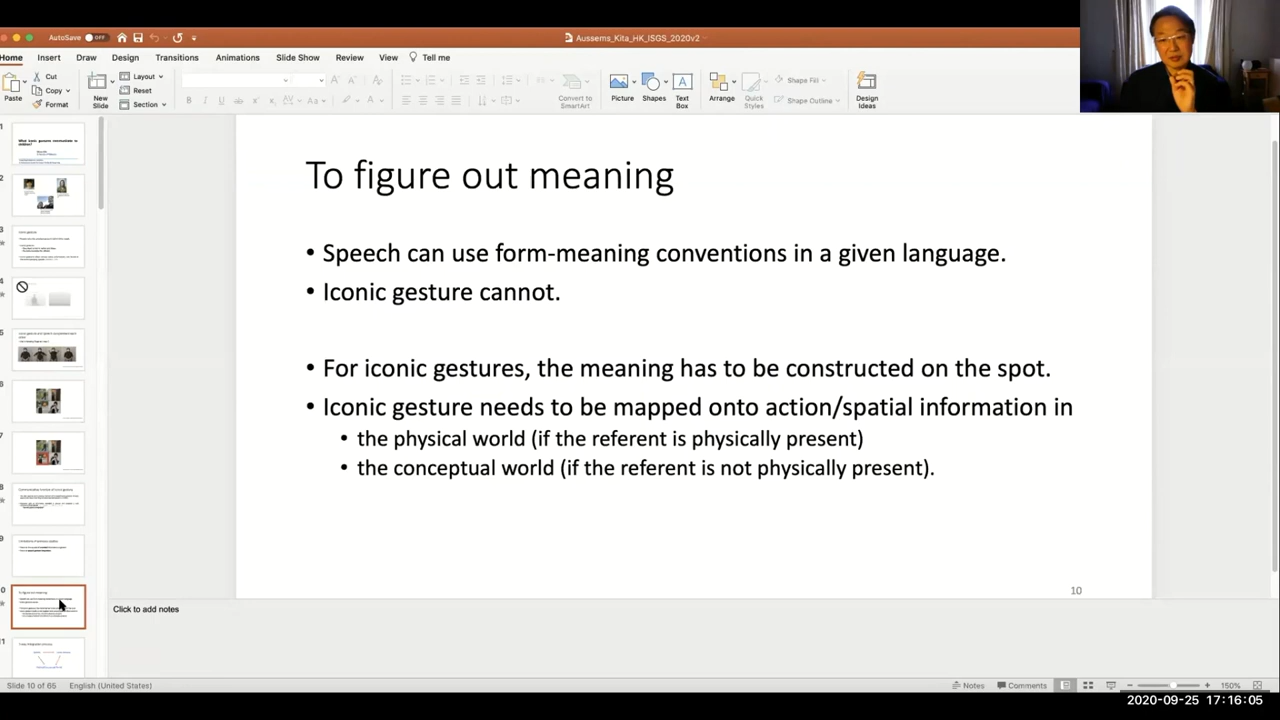 AutoSave OFF
Aussems_Kita_HK_ISGS_2020v2
Home Insert Draw Design Transitions Animations Slide Show Review View Tell me
Paste Cut Copy Format
New Slide Layout Reset Section
Convert to SmartArt
Picture Shapes Text Box Arrange Quick Styles Shape Fill Shape Outline Design Ideas
To figure out meaning
• Speech can use form-meaning conventions in a given language.
• Iconic gesture cannot.
• For iconic gestures, the meaning has to be constructed on the spot.
• Iconic gesture needs to be mapped onto action/spatial information in
• the physical world (if the referent is physically present)
• the conceptual world (if the referent is not physically present).
10
Click to add notes
Slide 10 of 65 English (United States) Notes Comments 150%
2020-09-25 17:16:05